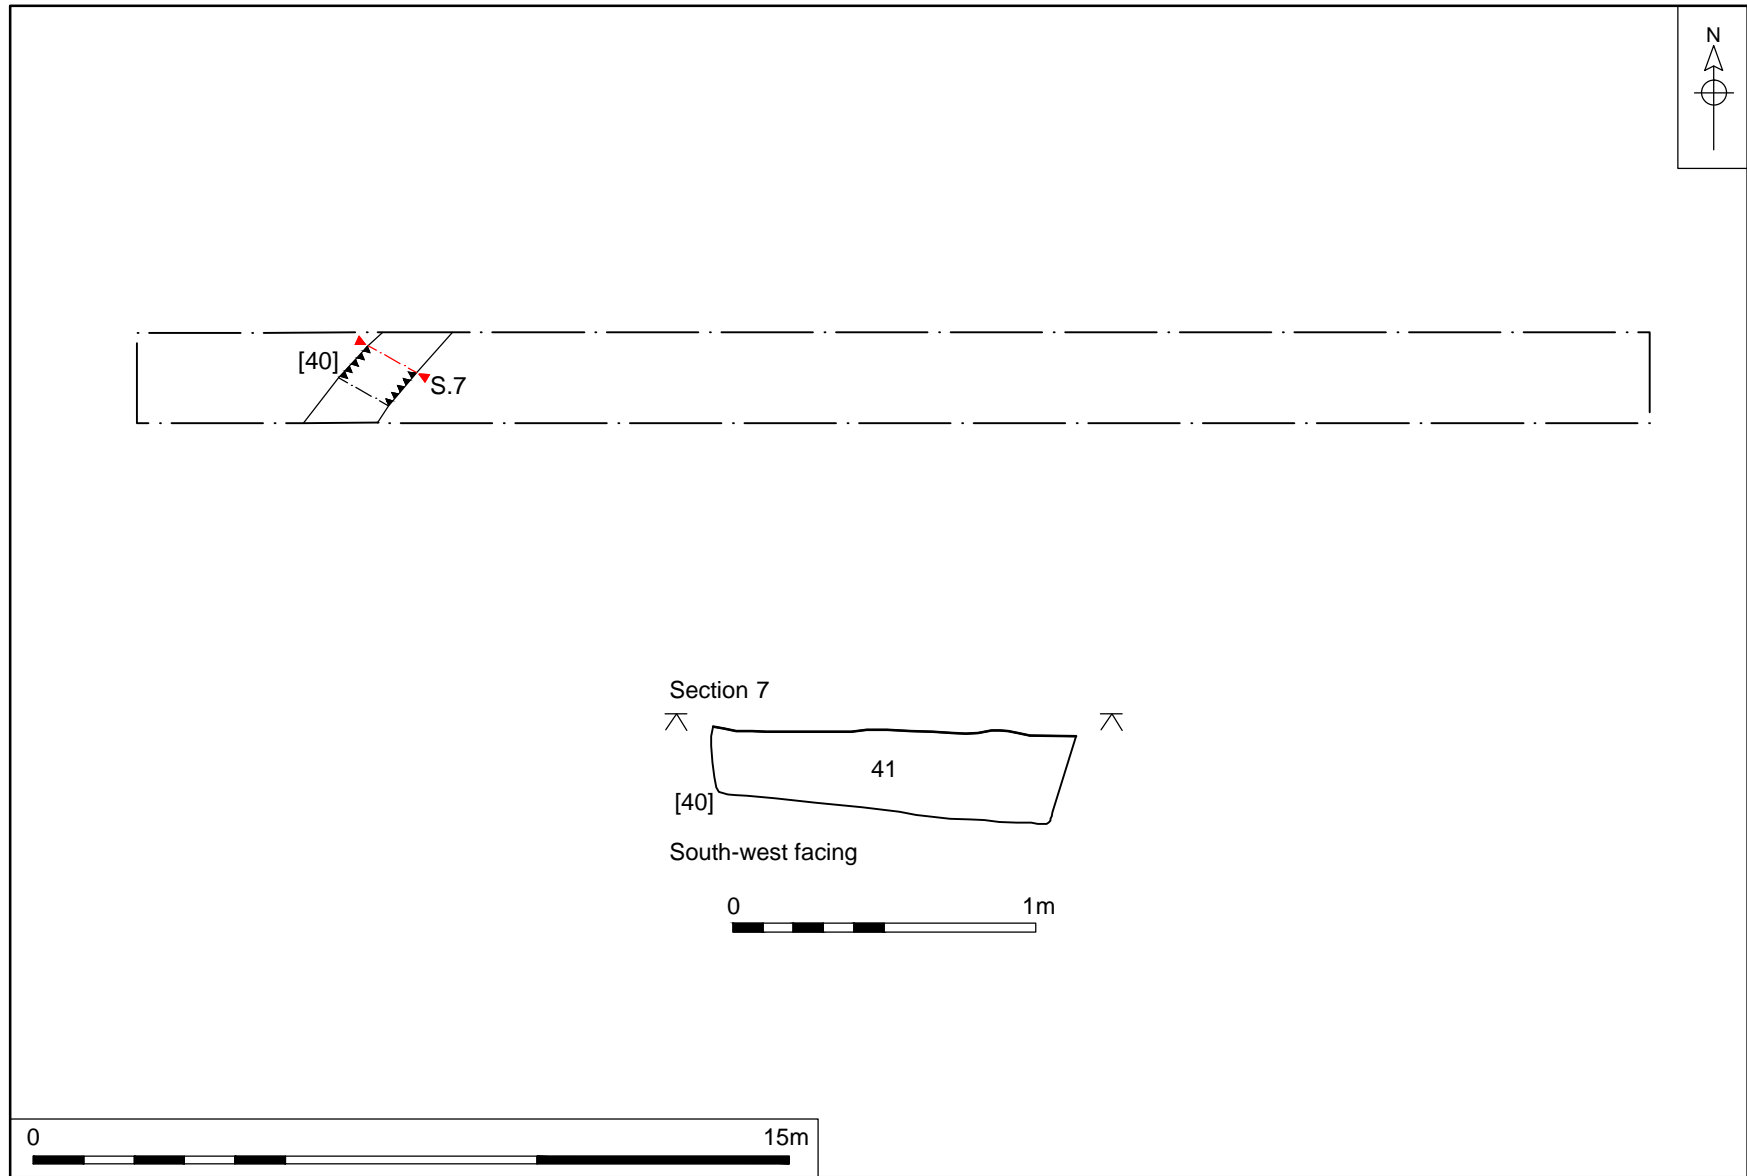 N
[40]
S.7
Section 7
41
[40]
South-west facing
0 1m
0 15m